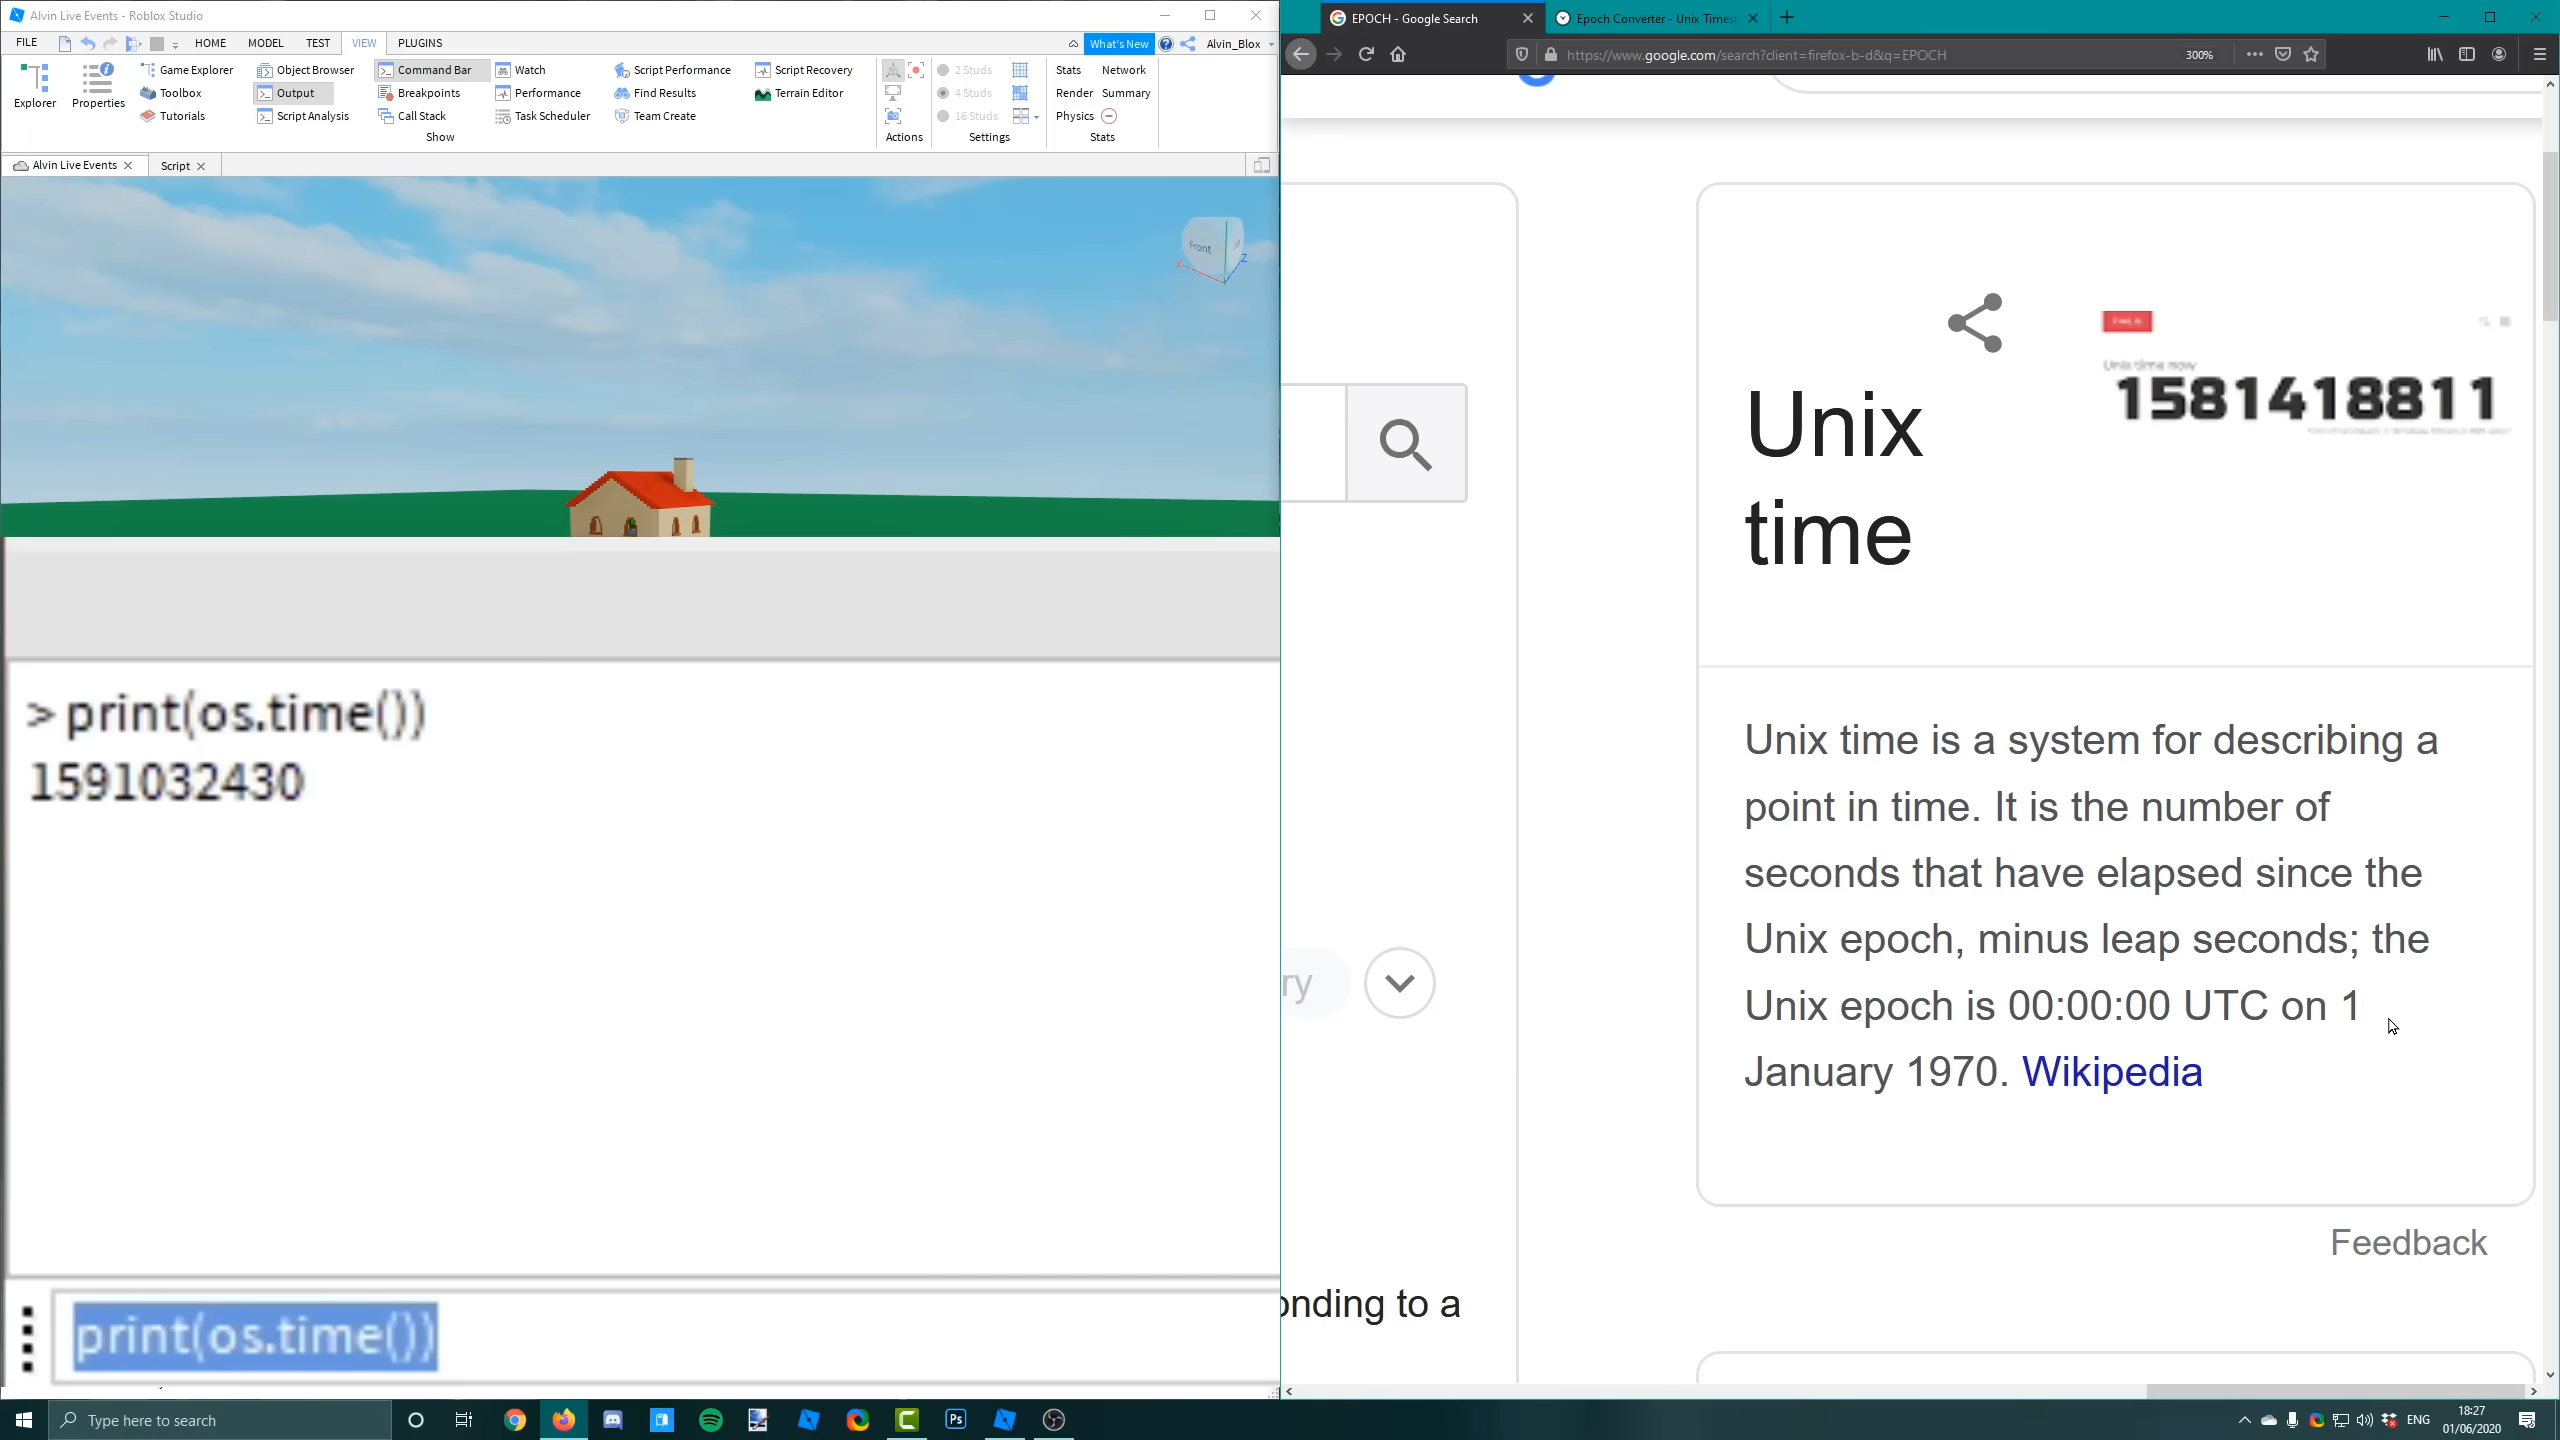 Alvin Live Events - Roblox Studio
FILE HOME MODEL TEST VIEW PLUGINS What's New Alvin_Blox
Explorer
Properties
Game Explorer
Toolbox
Tutorials
Object Browser
Output
Script Analysis
Command Bar
Breakpoints
Call Stack
Watch
Performance
Task Scheduler
Script Performance
Find Results
Team Create
Script Recovery
Terrain Editor
Show
Actions
2 Studs
4 Studs
16 Studs
Settings
Stats Network
Render Summary
Physics
Stats
Alvin Live Events Script
Front
X
Z
> print(os.time())
1591032430
print(os.time())
EPOCH - Google Search
Epoch Converter - Unix Timest
https://www.google.com/search?client=firefox-b-d&q=EPOCH
300%
Unix
time
Unix time now
1581418811
Unix time is a system for describing a
point in time. It is the number of
seconds that have elapsed since the
Unix epoch, minus leap seconds; the
Unix epoch is 00:00:00 UTC on 1
January 1970. Wikipedia
ry
Feedback
onding to a
Type here to search
Ps
ENG
18:27
01/06/2020